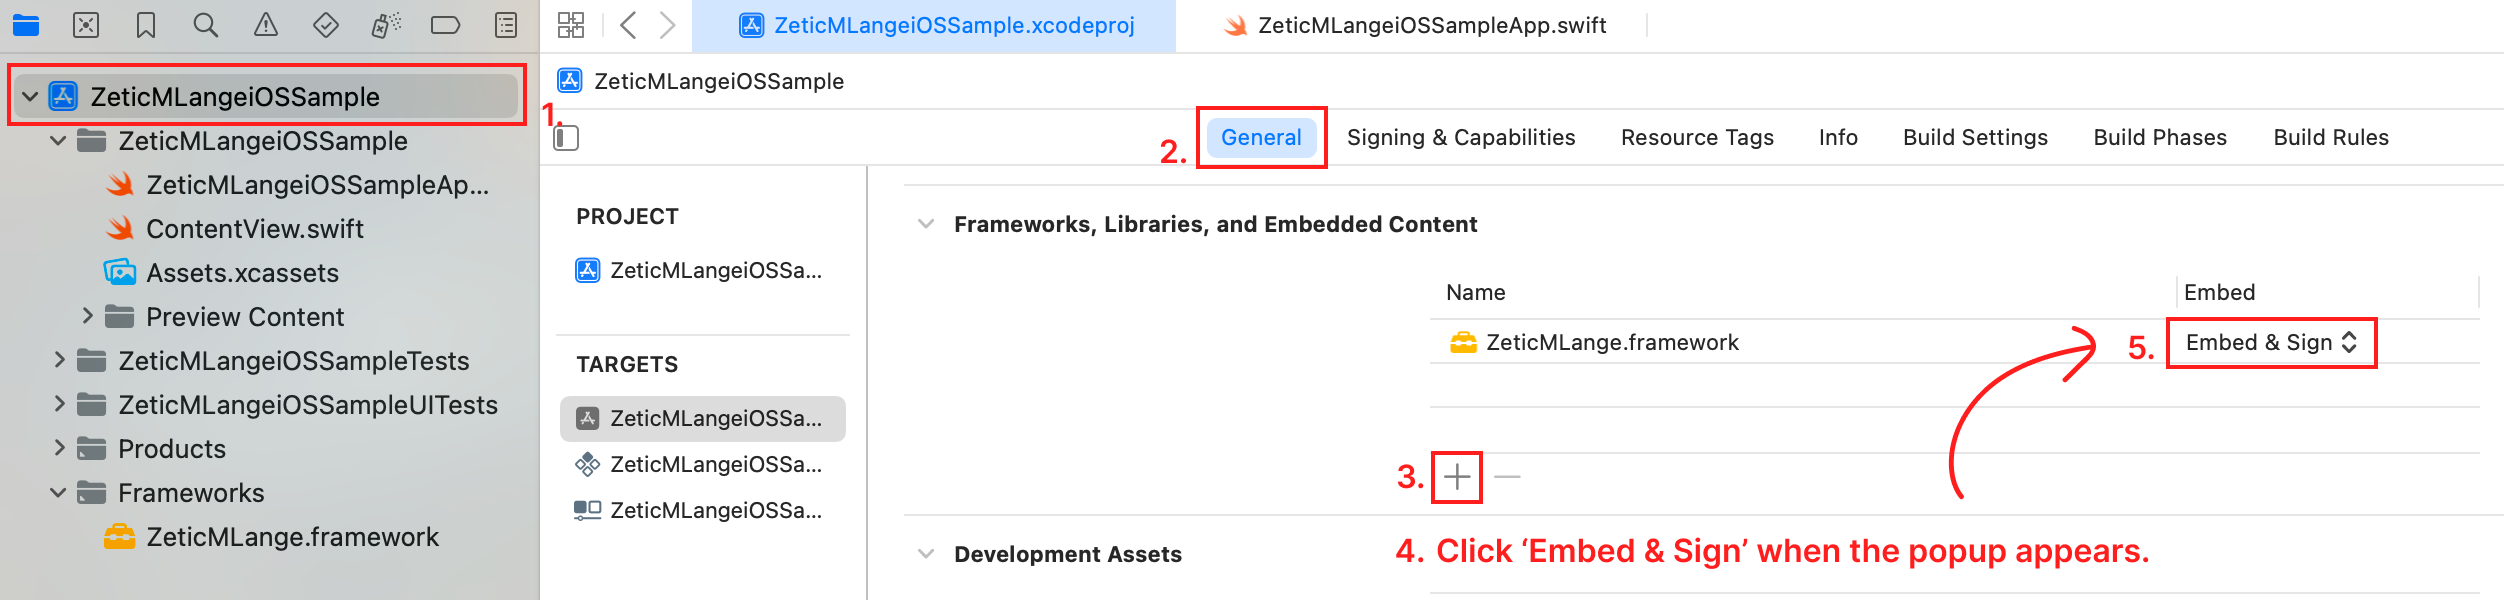 ZeticMLangeiOSSample.xcodeproj
ZeticMLangeiOSSampleApp.swift
ZeticMLangeiOSSample
ZeticMLangeiOSSample
ZeticMLangeiOSSampleAp...
ContentView.swift
Assets.xcassets
Preview Content
ZeticMLangeiOSSampleTests
ZeticMLangeiOSSampleUITests
Products
Frameworks
ZeticMLange.framework
1.
ZeticMLangeiOSSample
2.
General
Signing & Capabilities
Resource Tags
Info
Build Settings
Build Phases
Build Rules
PROJECT
ZeticMLangeiOSSa...
TARGETS
ZeticMLangeiOSSa...
ZeticMLangeiOSSa...
ZeticMLangeiOSSa...
Frameworks, Libraries, and Embedded Content
Name
Embed
ZeticMLange.framework
5.
Embed & Sign
3.
4. Click ‘Embed & Sign’ when the popup appears.
Development Assets